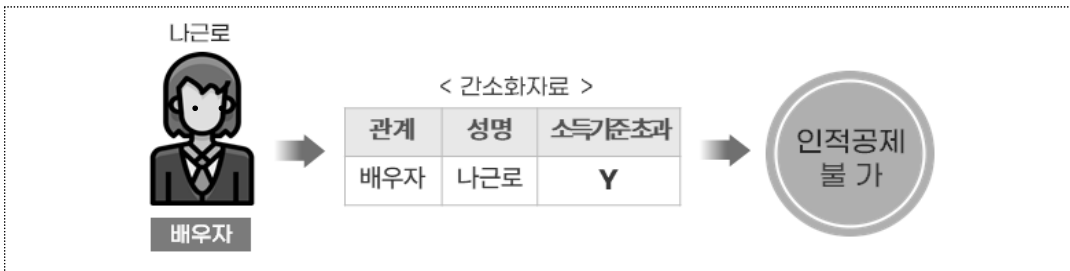 나근로
< 간소화자료 >
관계 성명 소득기준초과
배우자 나근로 Y
인적공제
불 가
배우자